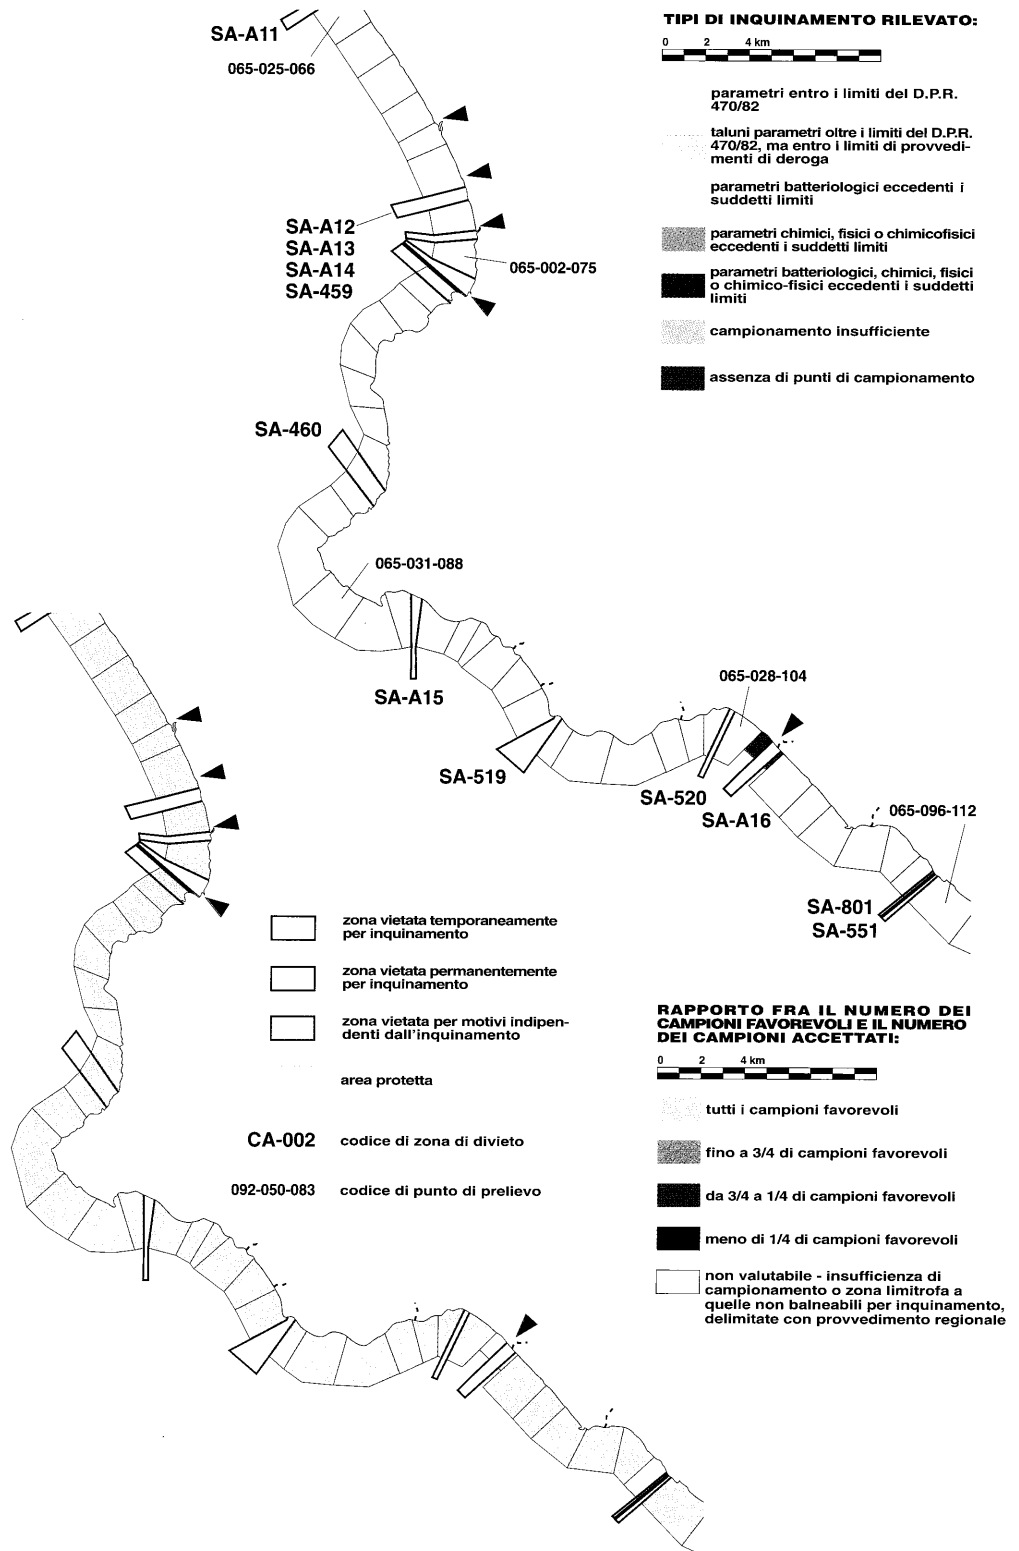 TIPI DI INQUINAMENTO RILEVATO:
0 2 4 km
parametri entro i limiti del D.P.R.
470/82
taluni parametri oltre i limiti del D.P.R.
470/82, ma entro i limiti di provvedi-
menti di deroga
parametri batteriologici eccedenti i
suddetti limiti
parametri chimici, fisici o chimicofisici
eccedenti i suddetti limiti
parametri batteriologici, chimici, fisici
o chimico-fisici eccedenti i suddetti
limiti
campionamento insufficiente
assenza di punti di campionamento
SA-A11
065-025-066
SA-A12
SA-A13
SA-A14
SA-459
065-002-075
SA-460
065-031-088
SA-A15
SA-519
065-028-104
SA-520
SA-A16
065-096-112
SA-801
SA-551
zona vietata temporaneamente
per inquinamento
zona vietata permanentemente
per inquinamento
zona vietata per motivi indipen-
denti dall'inquinamento
area protetta
CA-002 codice di zona di divieto
092-050-083 codice di punto di prelievo
RAPPORTO FRA IL NUMERO DEI
CAMPIONI FAVOREVOLI E IL NUMERO
DEI CAMPIONI ACCETTATI:
0 2 4 km
tutti i campioni favorevoli
fino a 3/4 di campioni favorevoli
da 3/4 a 1/4 di campioni favorevoli
meno di 1/4 di campioni favorevoli
non valutabile - insufficienza di
campionamento o zona limitrofa a
quelle non balneabili per inquinamento,
delimitate con provvedimento regionale